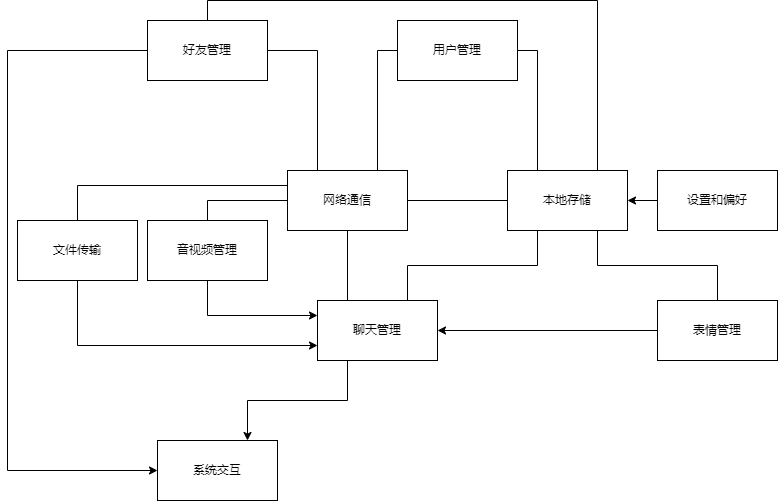 好友管理
用户管理
网络通信
本地存储
设置和偏好
文件传输
音视频管理
聊天管理
表情管理
系统交互